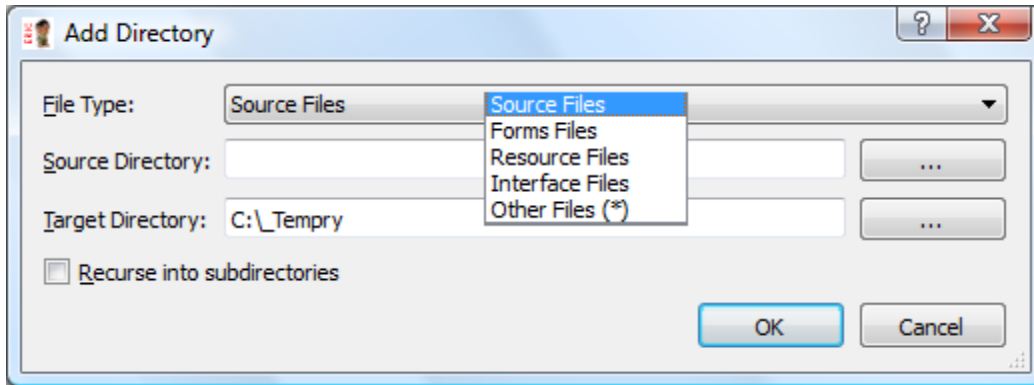 ERIC Add Directory
File Type: Source Files
Source Files
Forms Files
Resource Files
Interface Files
Other Files (*)
Source Directory: ...
Target Directory: C:\_Tempry ...
Recurse into subdirectories
OK Cancel